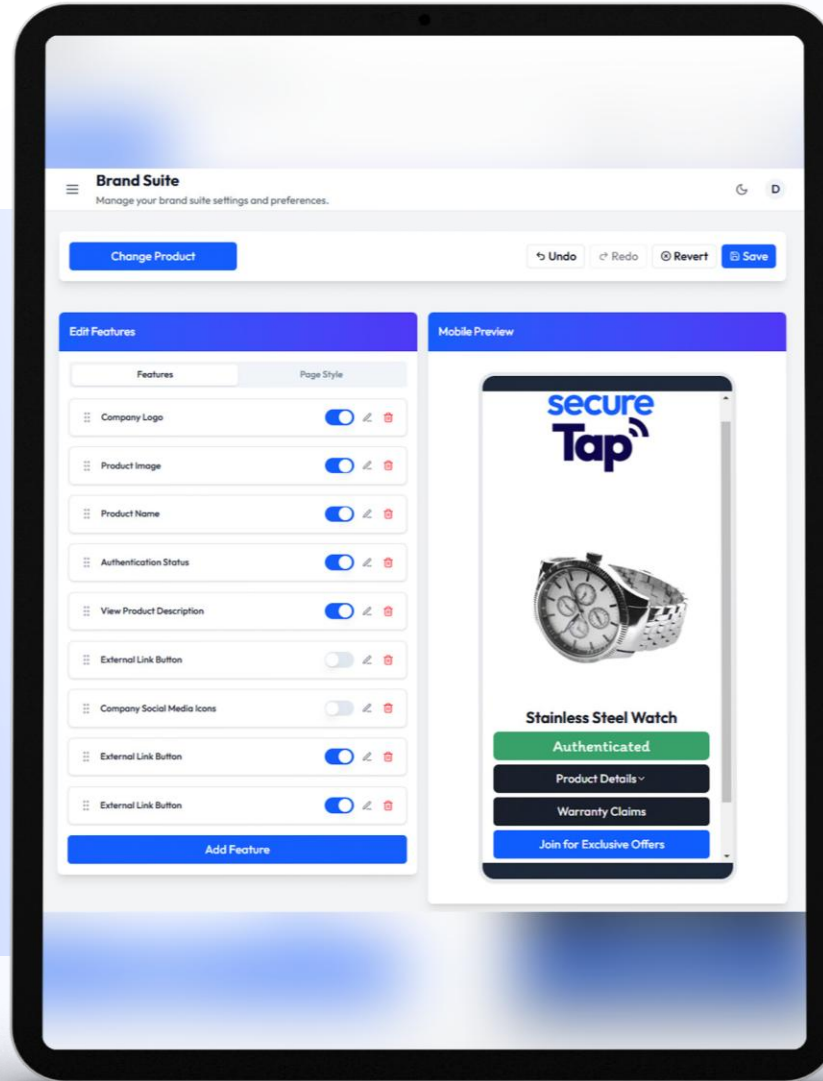 Brand Suite
Manage your brand suite settings and preferences.
D
Change Product
Undo
Redo
Revert
Save
Edit Features
Features
Page Style
Company Logo
Product Image
Product Name
Authentication Status
View Product Description
External Link Button
Company Social Media Icons
External Link Button
External Link Button
Add Feature
Mobile Preview
secure
Tap
Stainless Steel Watch
Authenticated
Product Details
Warranty Claims
Join for Exclusive Offers